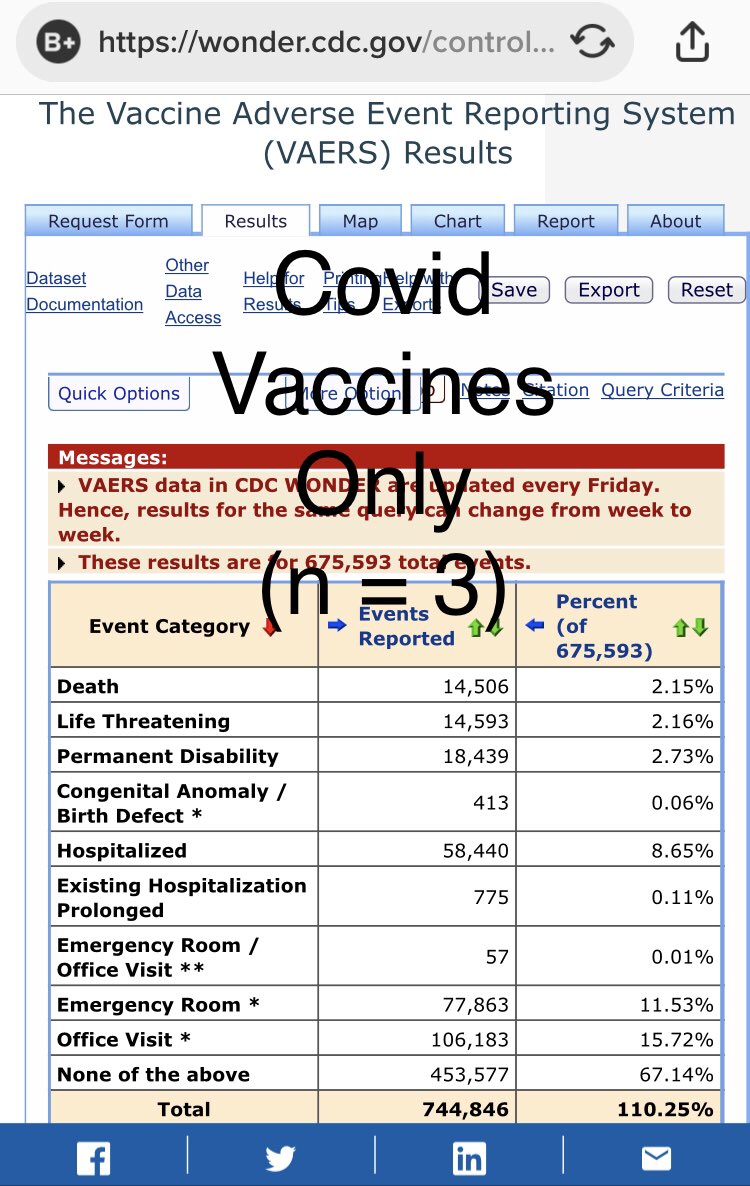 B+ https://wonder.cdc.gov/control...
The Vaccine Adverse Event Reporting System
(VAERS) Results
Request Form Results Map Chart Report About
Dataset Documentation Other Data Access Help for Results Printing Tips Help with Exports Save Export Reset
Covid
Vaccines
Only
(n = 3)
Quick Options More Options Notes Citation Query Criteria
Messages:
VAERS data in CDC WONDER are updated every Friday.
Hence, results for the same query can change from week to
week.
These results are for 675,593 total events.
Event Category Events Reported Percent (of 675,593)
Death 14,506 2.15%
Life Threatening 14,593 2.16%
Permanent Disability 18,439 2.73%
Congenital Anomaly /
Birth Defect * 413 0.06%
Hospitalized 58,440 8.65%
Existing Hospitalization
Prolonged 775 0.11%
Emergency Room /
Office Visit ** 57 0.01%
Emergency Room * 77,863 11.53%
Office Visit * 106,183 15.72%
None of the above 453,577 67.14%
Total 744,846 110.25%
f in